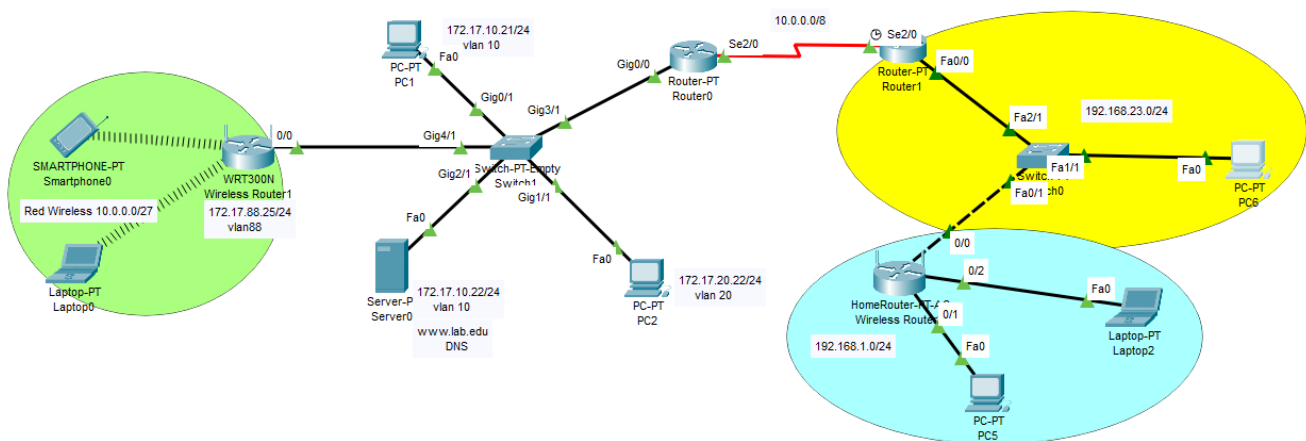 172.17.10.21/24
vlan 10
Fa0
PC-PT
PC1
Gig0/1
10.0.0.0/8
Se2/0
Gig0/0
Router-PT
Router0
Se2/0
Router-PT
Router1
Fa0/0
192.168.23.0/24
Fa2/1
Fa1/1
Fa0/1
Fa0
PC-PT
PC6
SMARTPHONE-PT
Smartphone0
0/0
WRT300N
Wireless Router1
Red Wireless 10.0.0.0/27
172.17.88.25/24
vlan88
Laptop-PT
Laptop0
Gig4/1
Gig3/1
Switch-PT-Empty
Switch1
Gig2/1
Gig1/1
Fa0
Server-P
Server0
172.17.10.22/24
vlan 10
www.lab.edu
DNS
Fa0
PC-PT
PC2
172.17.20.22/24
vlan 20
0/0
0/2
Wireless Router
0/1
192.168.1.0/24
Fa0
Laptop-PT
Laptop2
Fa0
PC-PT
PC5